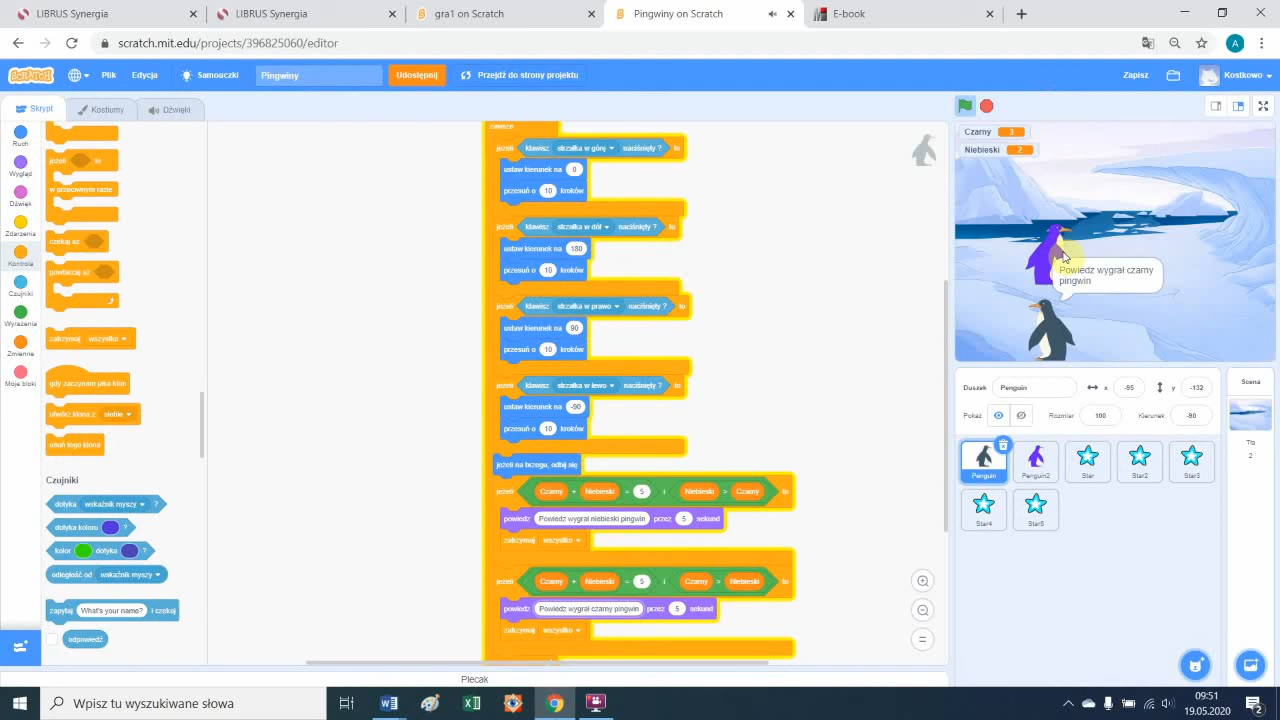 LIBRUS Synergia
LIBRUS Synergia
gra1 on Scratch
Pingwiny on Scratch
E-book
scratch.mit.edu/projects/396825060/editor
A
SCRATCH
Plik
Edycja
Samouczki
Pingwiny
Udostępnij
Przejdź do strony projektu
Zapisz
Kostkowo
Skrypt
Kostiumy
Dźwięki
Ruch
Wygląd
Dźwięk
Zdarzenia
Kontrola
Czujniki
Wyrażenia
Zmienne
Moje bloki
jeżeli to
w przeciwnym razie
czekaj aż
powtarzaj aż
zatrzymaj wszystko
gdy zaczynam jako klon
utwórz klona z siebie
usuń tego klona
Czujniki
dotyka wskaźnik myszy ?
dotyka koloru ?
kolor dotyka ?
odległość od wskaźnik myszy
zapytaj What's your name? i czekaj
odpowiedź
zawsze
jeżeli klawisz strzałka w górę naciśnięty ? to
ustaw kierunek na 0
przesuń o 10 kroków
jeżeli klawisz strzałka w dół naciśnięty ? to
ustaw kierunek na 180
przesuń o 10 kroków
jeżeli klawisz strzałka w prawo naciśnięty ? to
ustaw kierunek na 90
przesuń o 10 kroków
jeżeli klawisz strzałka w lewo naciśnięty ? to
ustaw kierunek na -90
przesuń o 10 kroków
jeżeli na brzegu, odbij się
jeżeli Czarny + Niebieski = 5 i Niebieski > Czarny to
powiedz Powiedz wygrał niebieski pingwin przez 5 sekund
zatrzymaj wszystko
jeżeli Czarny + Niebieski = 5 i Czarny > Niebieski to
powiedz Powiedz wygrał czarny pingwin przez 5 sekund
zatrzymaj wszystko
Plecak
Czarny 3
Niebieski 2
Powiedz wygrał czarny
pingwin
Duszek Penguin x -95 y -132
Pokaż Rozmiar 100 Kierunek -90
Scena
Tła
2
Penguin
Penguin2
Star
Star2
Star3
Star4
Star5
Wpisz tu wyszukiwane słowa
09:51
19.05.2020
2